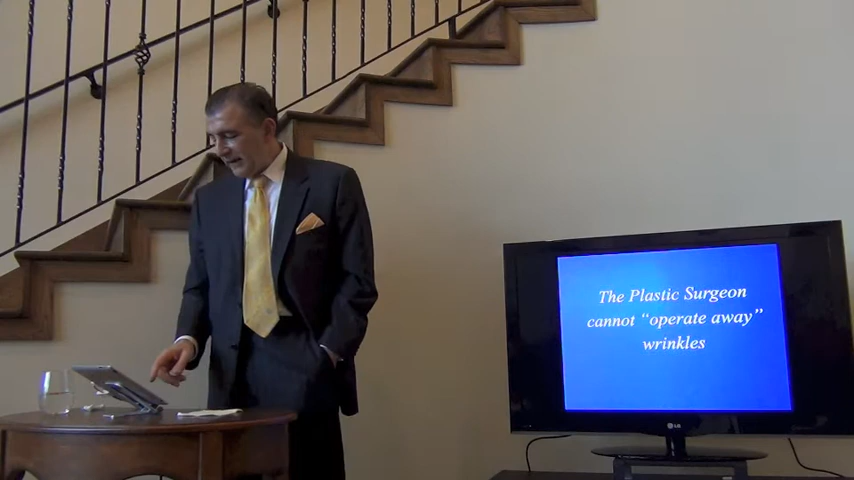 The Plastic Surgeon
cannot “operate away”
wrinkles
LG